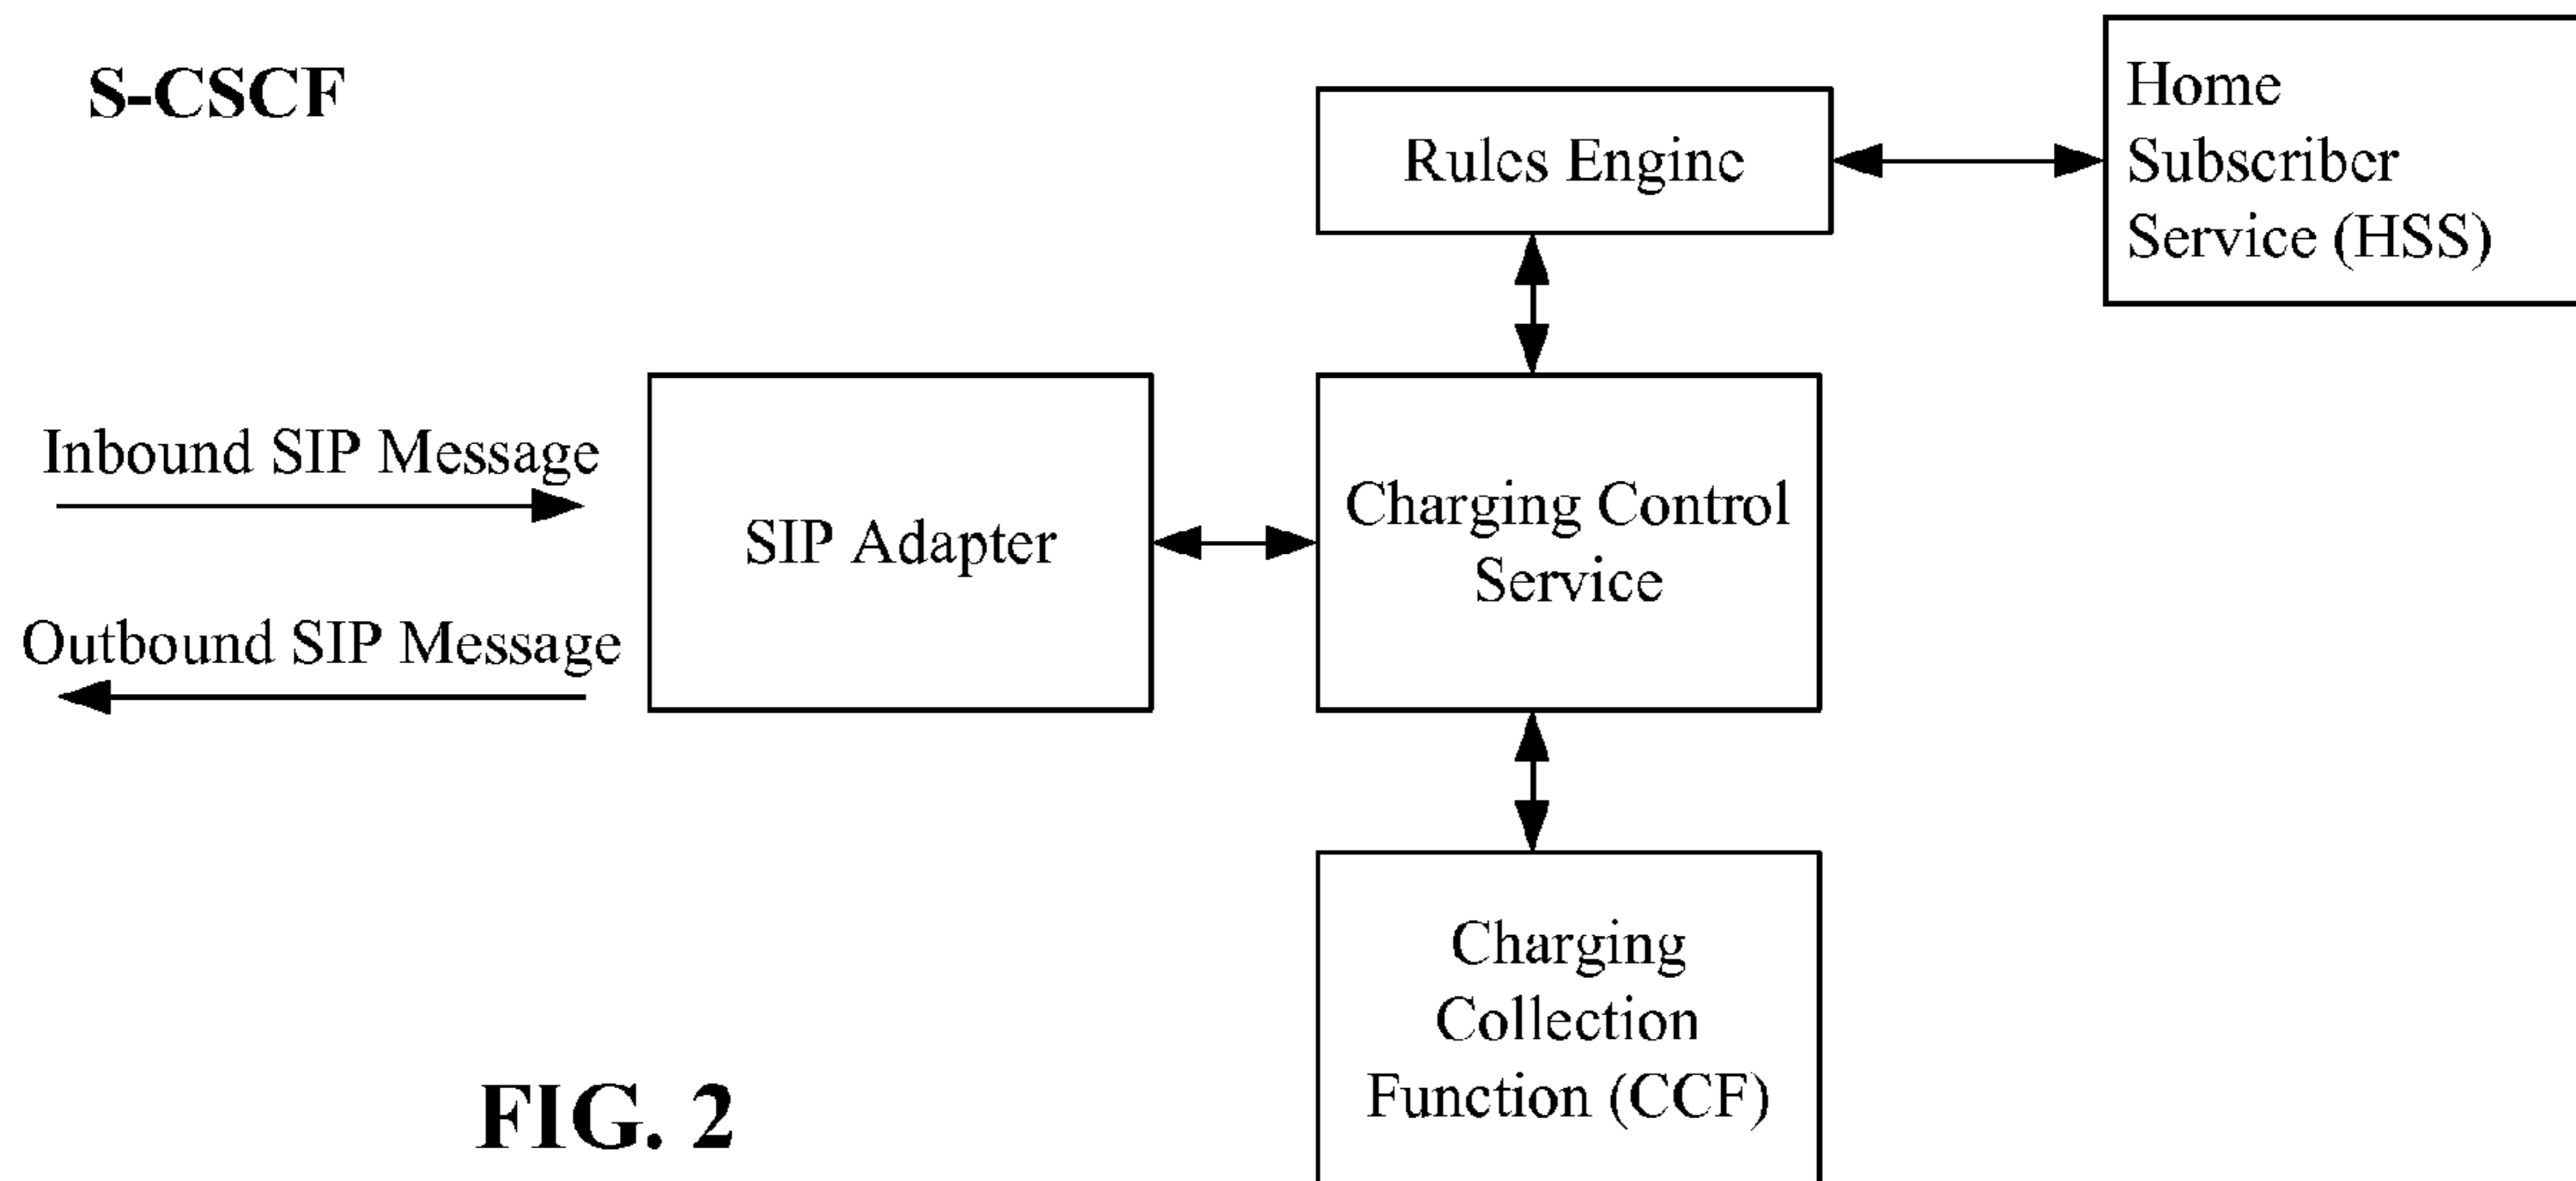 S-CSCF
Home
Subscriber
Service (HSS)
Rules Engine
Inbound SIP Message
SIP Adapter
Charging Control
Service
Outbound SIP Message
Charging
Collection
Function (CCF)
FIG. 2